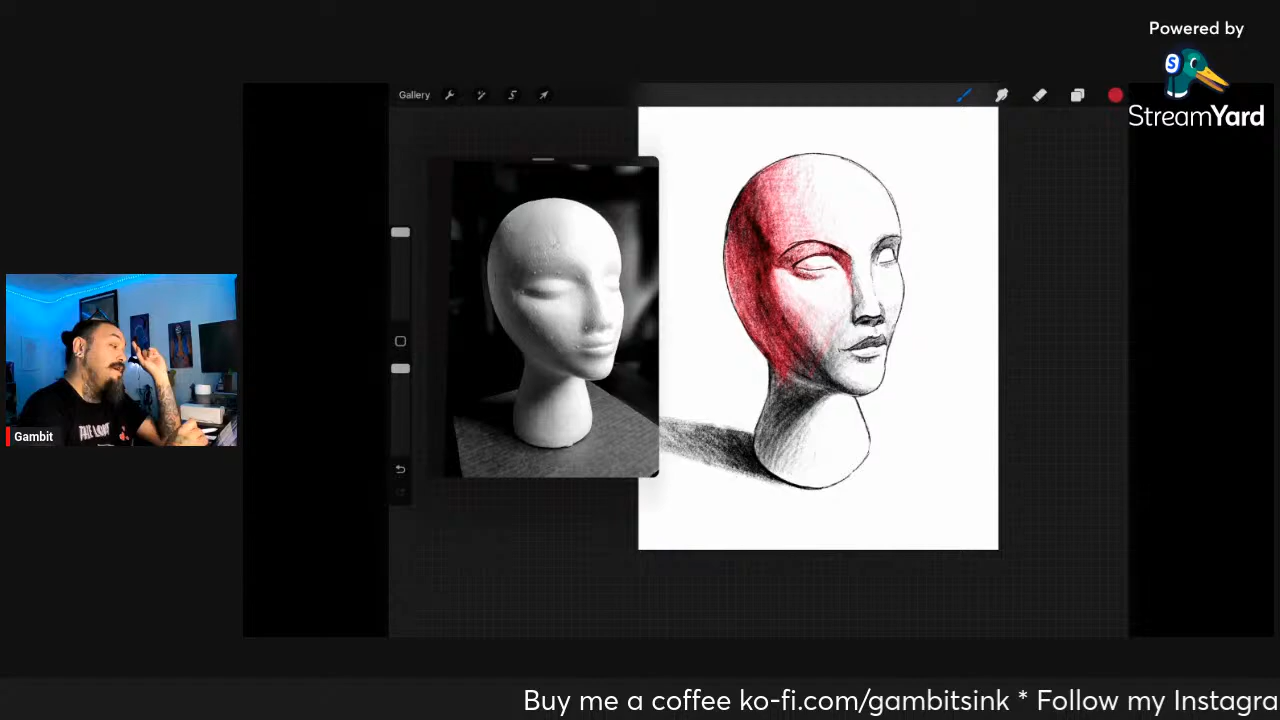 Powered by
StreamYard
Gallery
Gambit
Buy me a coffee ko-fi.com/gambitsink * Follow my Instagra